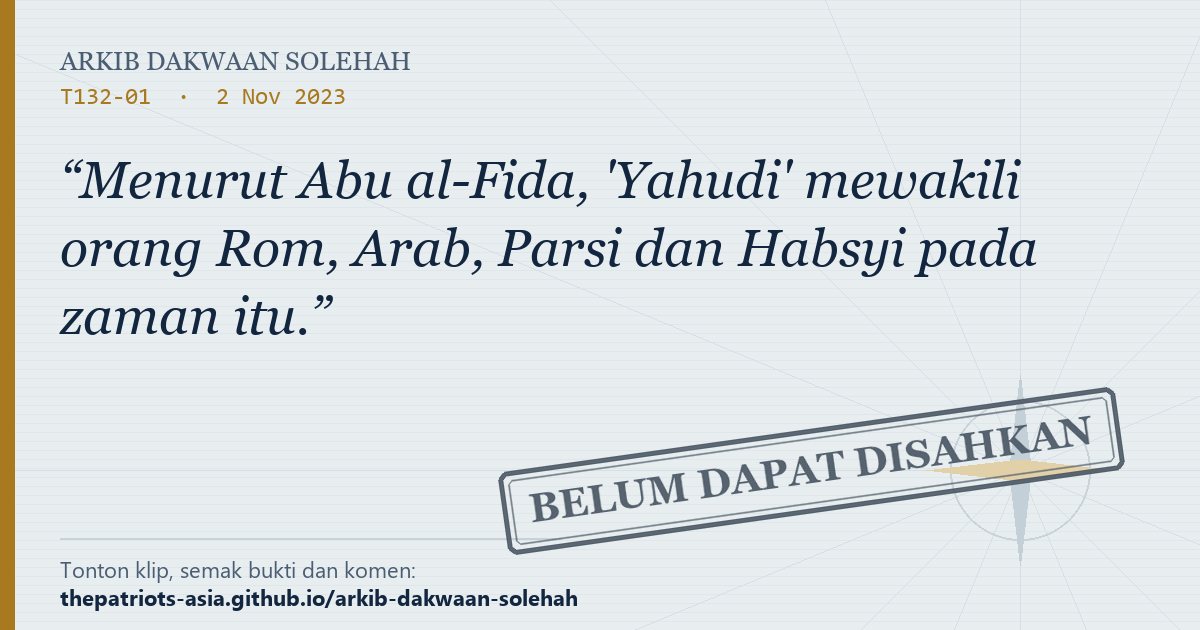 ARKIB DAKWAAN SOLEHAH
T132-01 · 2 Nov 2023
“Menurut Abu al-Fida, 'Yahudi' mewakili
orang Rom, Arab, Parsi dan Habsyi pada
zaman itu.”
BELUM DAPAT DISAHKAN
Tonton klip, semak bukti dan komen:
thepatriots-asia.github.io/arkib-dakwaan-solehah